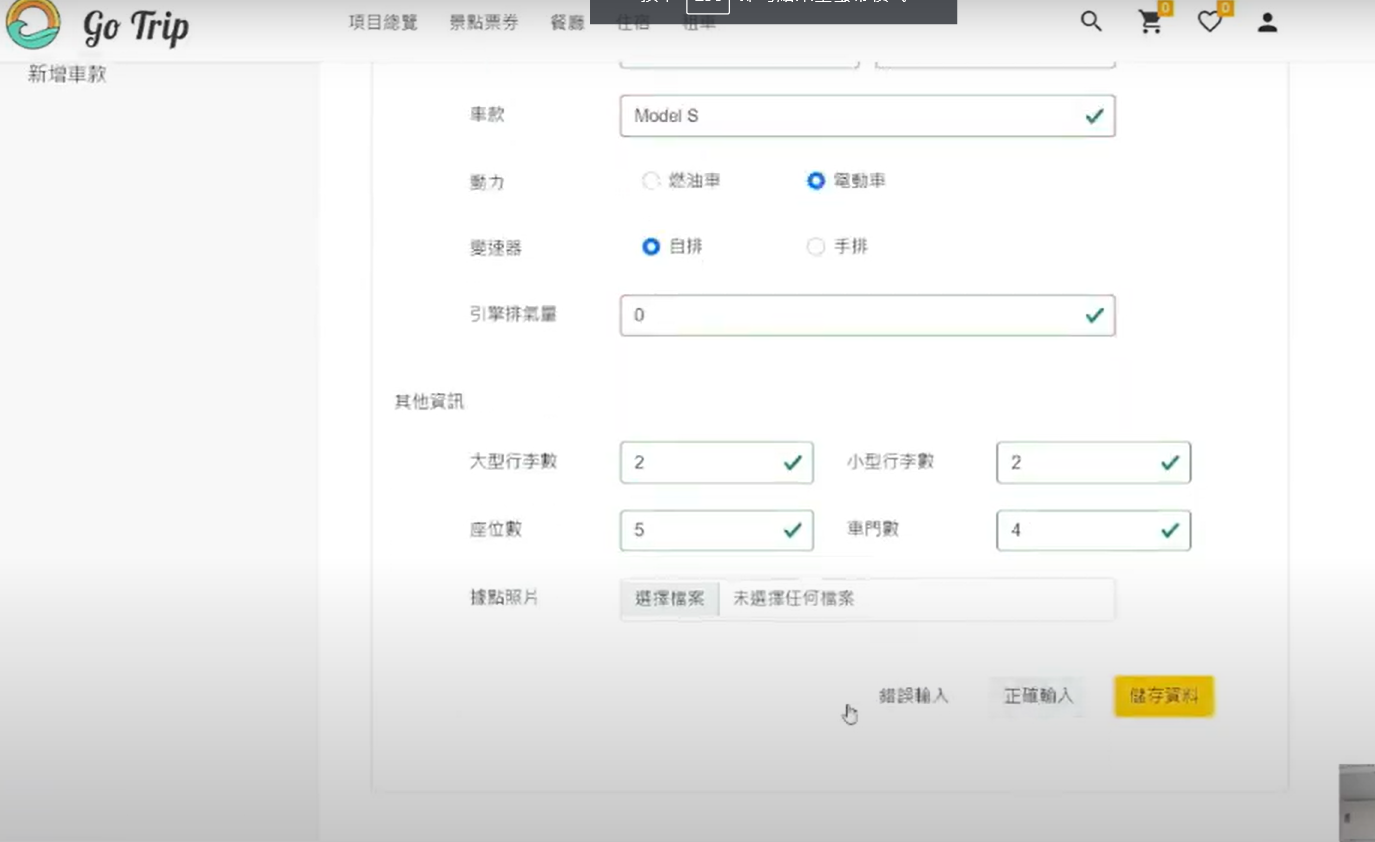 Go Trip
項目總覽 景點票券 餐廳 住宿 租車
0 0
新增車款
車款 Model S
動力 燃油車 電動車
變速器 自排 手排
引擎排氣量 0
其他資訊
大型行李數 2 小型行李數 2
座位數 5 車門數 4
據點照片 選擇檔案 未選擇任何檔案
錯誤輸入 正確輸入 儲存資料